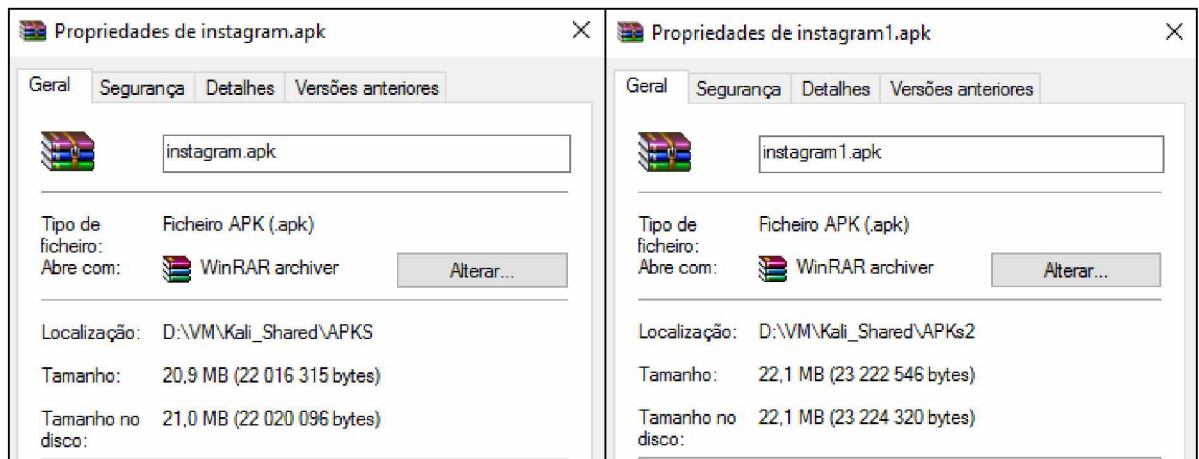 Propriedades de instagram.apk
Geral Segurança Detalhes Versões anteriores
instagram.apk
Tipo de ficheiro: Ficheiro APK (.apk)
Abre com: WinRAR archiver Alterar...
Localização: D:\VM\Kali_Shared\APKS
Tamanho: 20,9 MB (22 016 315 bytes)
Tamanho no disco: 21,0 MB (22 020 096 bytes)
Propriedades de instagram1.apk
Geral Segurança Detalhes Versões anteriores
instagram1.apk
Tipo de ficheiro: Ficheiro APK (.apk)
Abre com: WinRAR archiver Alterar...
Localização: D:\VM\Kali_Shared\APKs2
Tamanho: 22,1 MB (23 222 546 bytes)
Tamanho no disco: 22,1 MB (23 224 320 bytes)